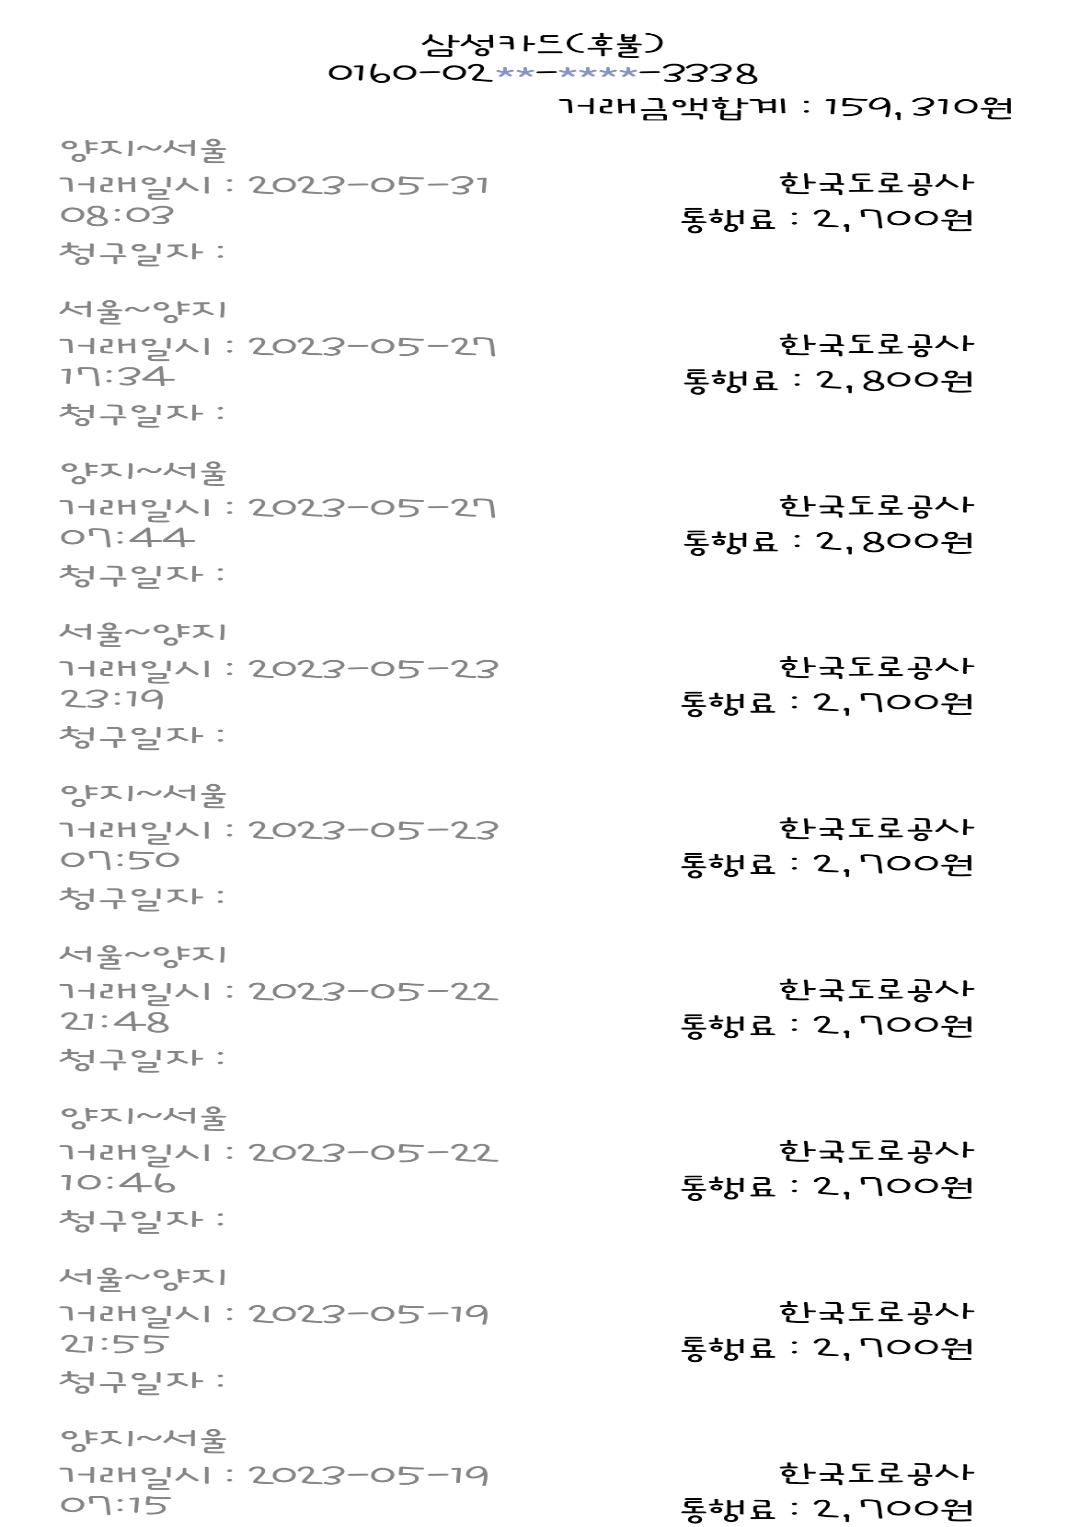 삼성카드(후불)
0160-02**-****-3338
거래금액합계 : 159,310원
양지~서울
거래일시 : 2023-05-31 한국도로공사
08:03 통행료 : 2,700원
청구일자 :
서울~양지
거래일시 : 2023-05-27 한국도로공사
17:34 통행료 : 2,800원
청구일자 :
양지~서울
거래일시 : 2023-05-27 한국도로공사
07:44 통행료 : 2,800원
청구일자 :
서울~양지
거래일시 : 2023-05-23 한국도로공사
23:19 통행료 : 2,700원
청구일자 :
양지~서울
거래일시 : 2023-05-23 한국도로공사
07:50 통행료 : 2,700원
청구일자 :
서울~양지
거래일시 : 2023-05-22 한국도로공사
21:48 통행료 : 2,700원
청구일자 :
양지~서울
거래일시 : 2023-05-22 한국도로공사
10:46 통행료 : 2,700원
청구일자 :
서울~양지
거래일시 : 2023-05-19 한국도로공사
21:55 통행료 : 2,700원
청구일자 :
양지~서울
거래일시 : 2023-05-19 한국도로공사
07:15 통행료 : 2,700원